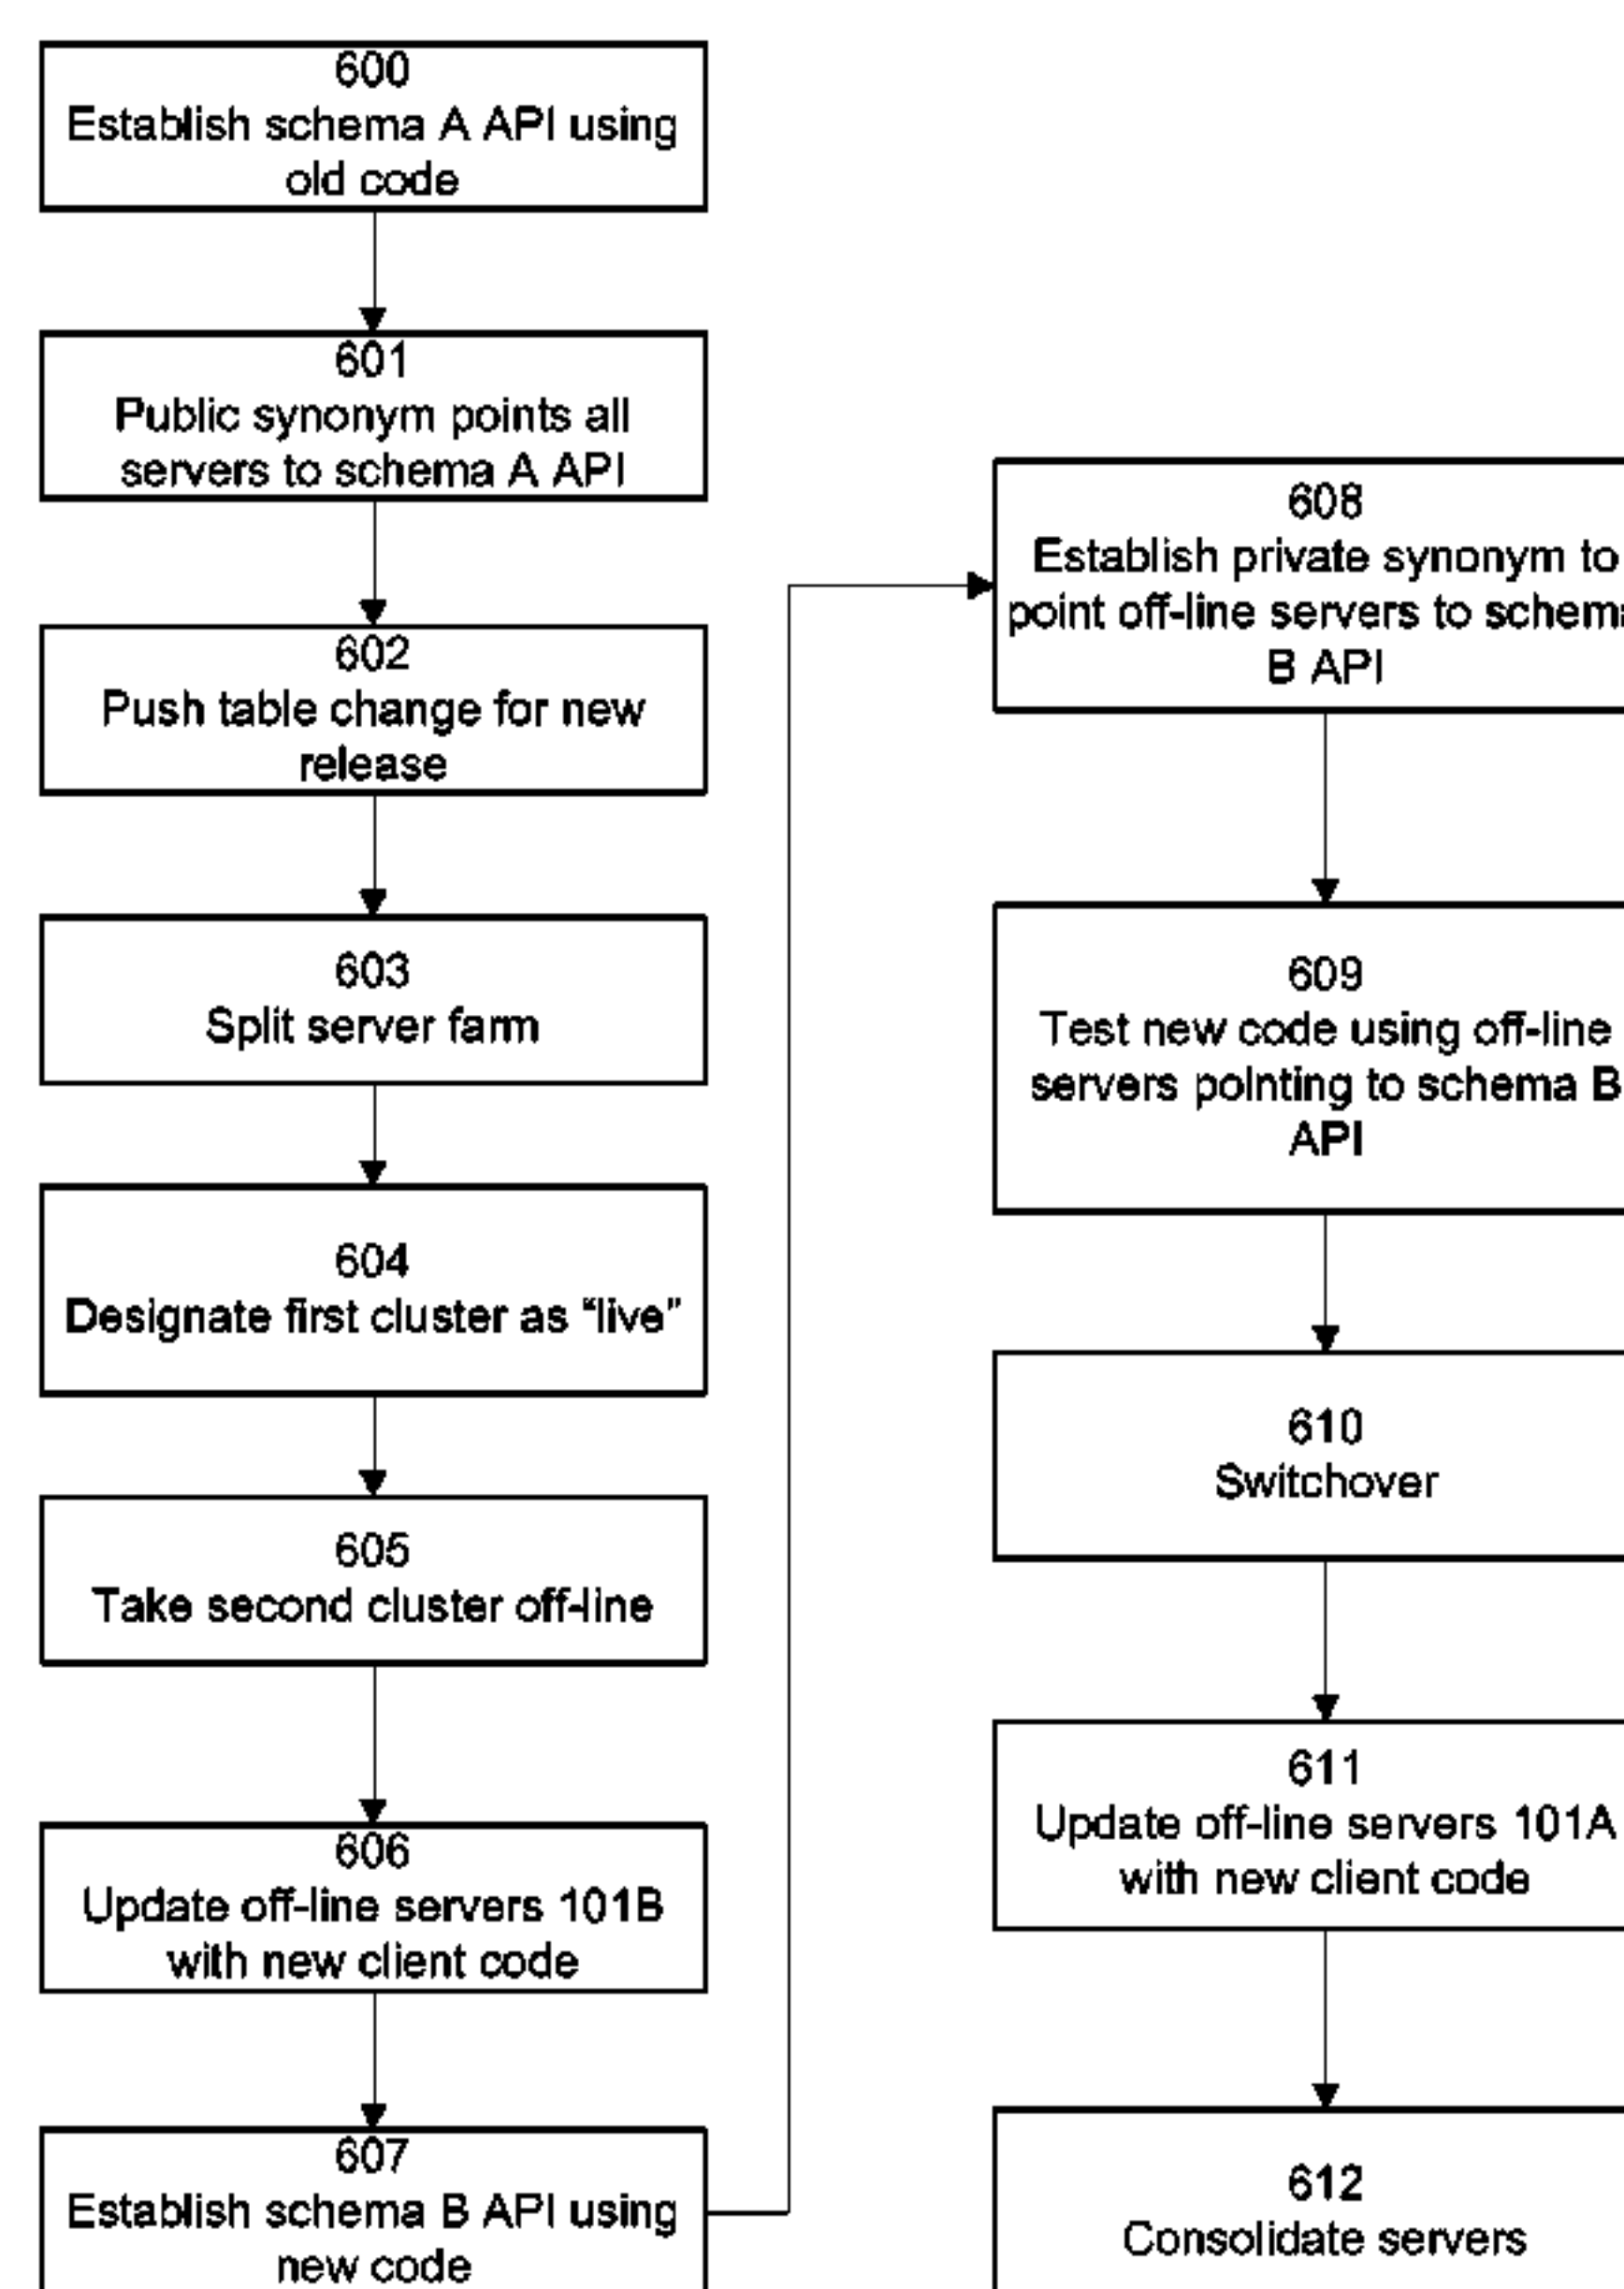 600
Establish schema A API using
old code
601
Public synonym points all
servers to schema A API
602
Push table change for new
release
603
Split server farm
604
Designate first cluster as “live”
605
Take second cluster off-line
606
Update off-line servers 101B
with new client code
607
Establish schema B API using
new code
608
Establish private synonym to
point off-line servers to schema
B API
609
Test new code using off-line
servers pointing to schema B
API
610
Switchover
611
Update off-line servers 101A
with new client code
612
Consolidate servers